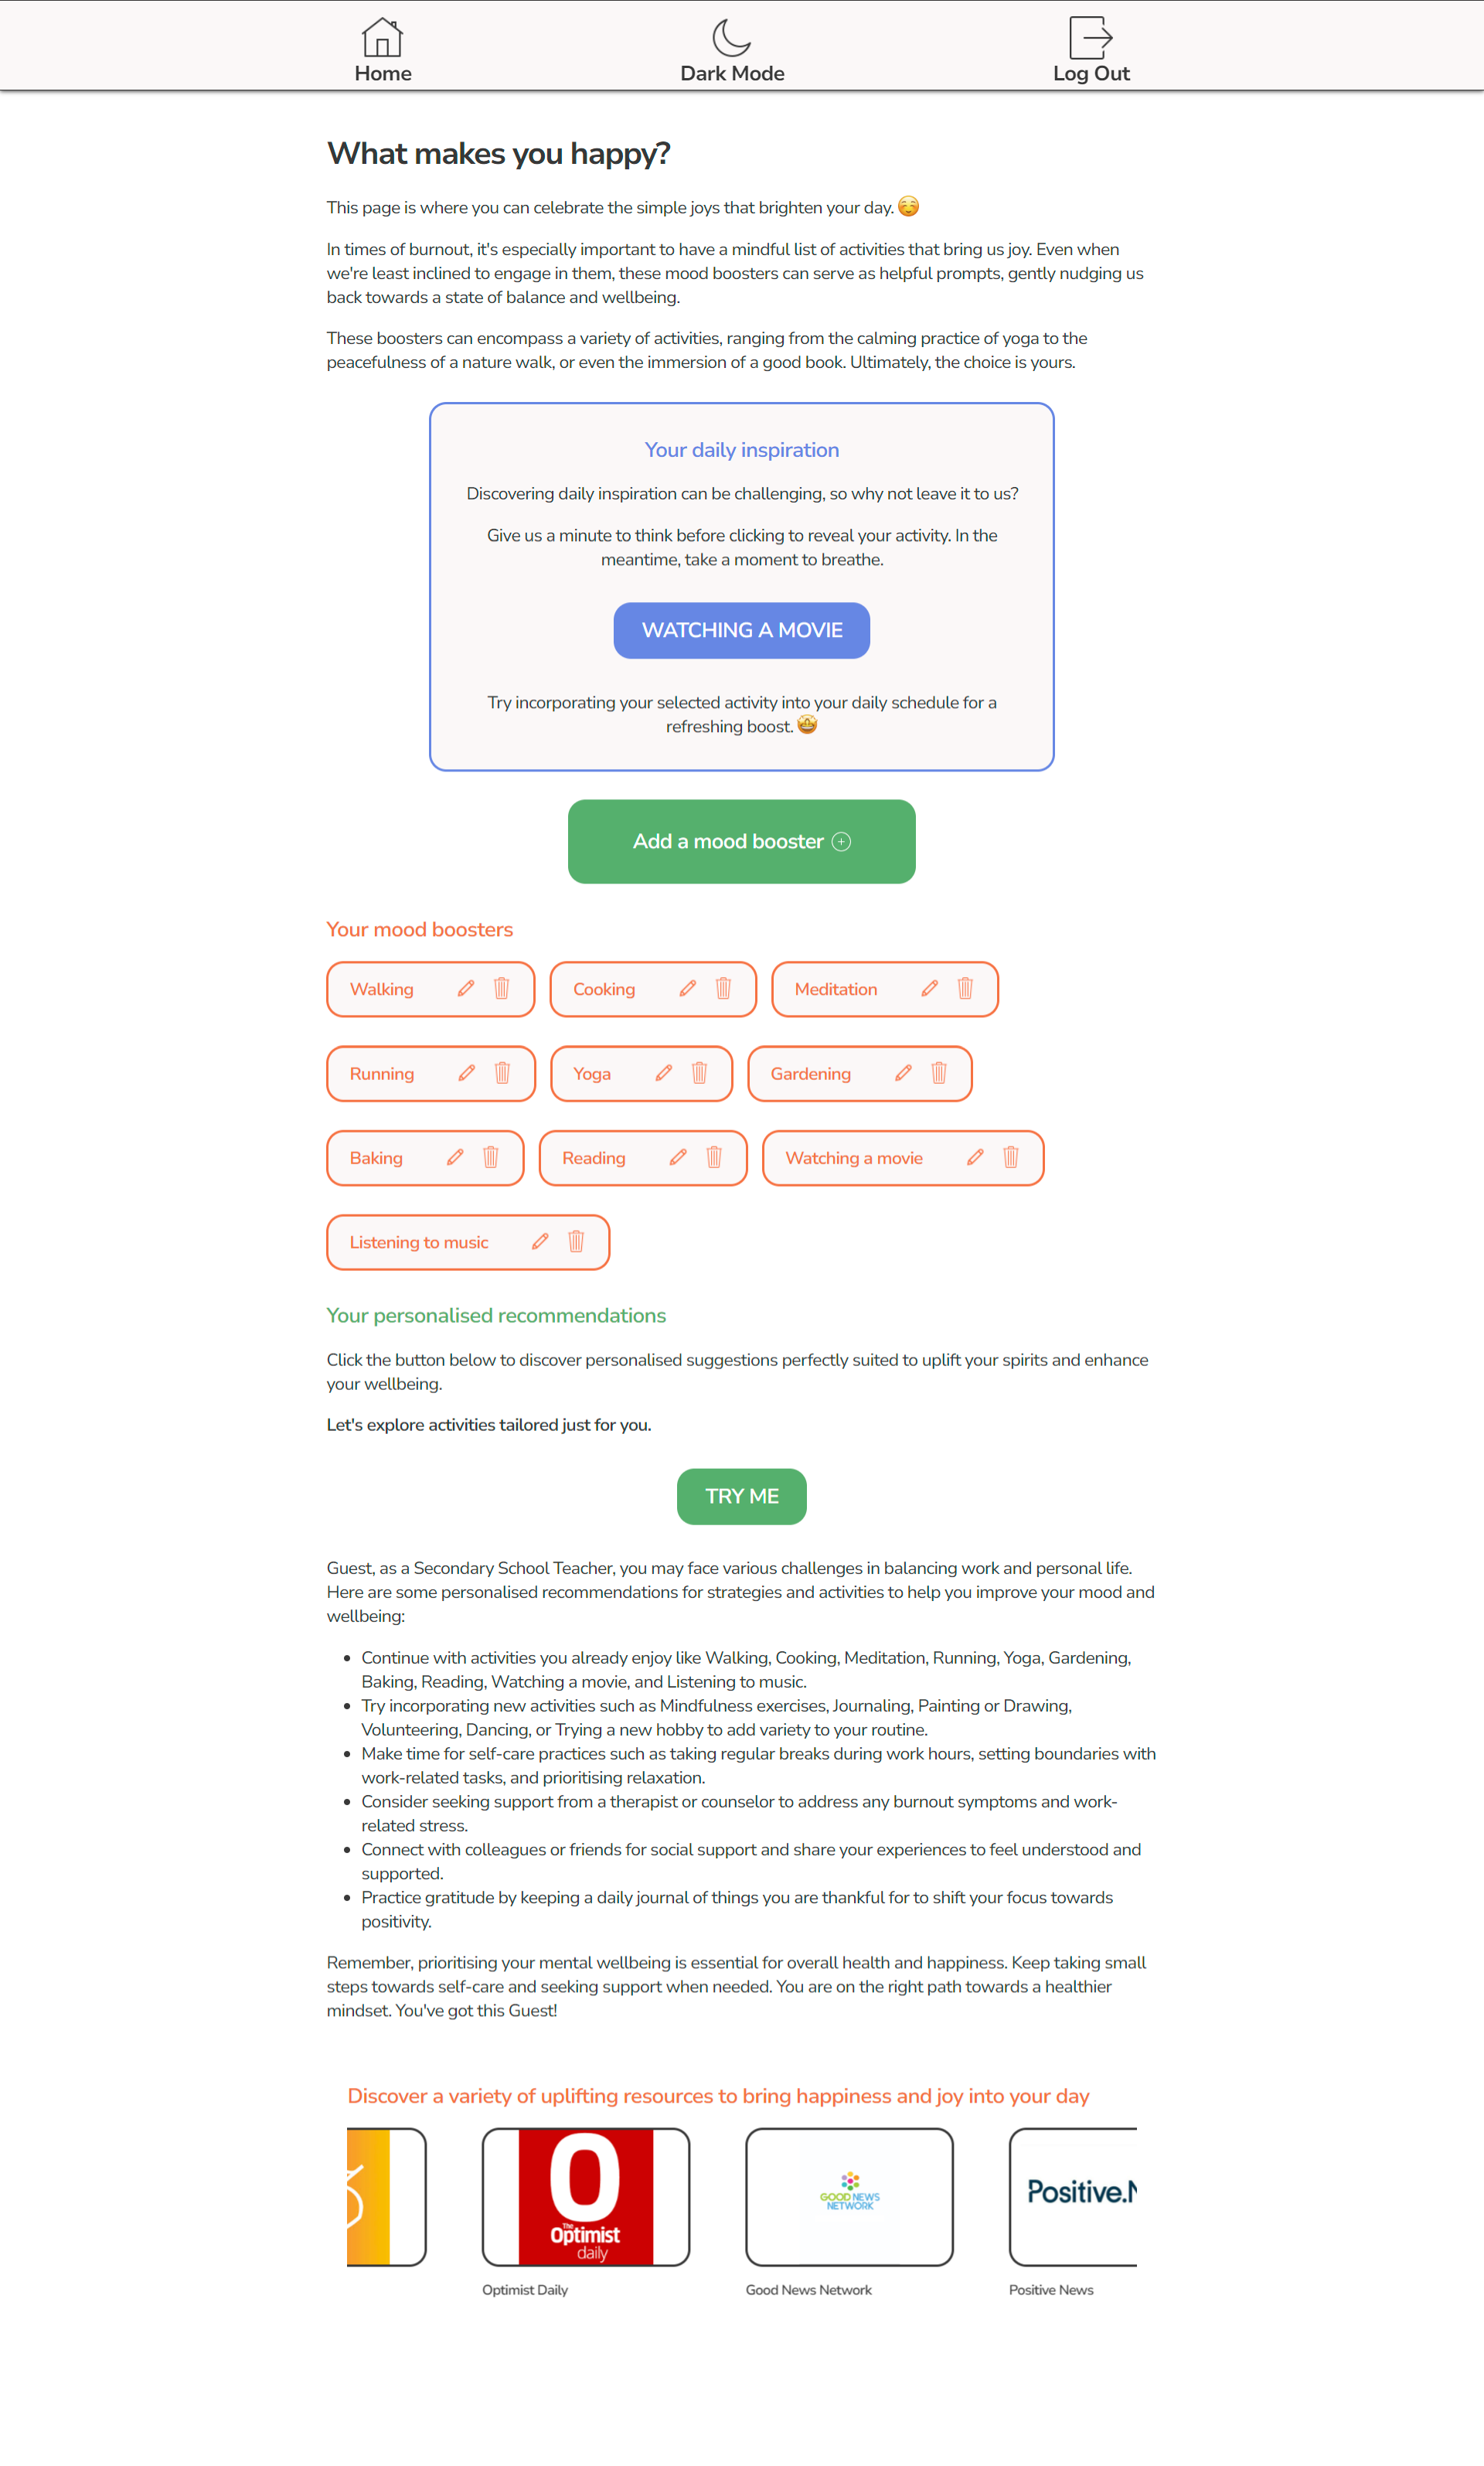 Home
Dark Mode
Log Out
What makes you happy?
This page is where you can celebrate the simple joys that brighten your day. ☺️
In times of burnout, it's especially important to have a mindful list of activities that bring us joy. Even when
we're least inclined to engage in them, these mood boosters can serve as helpful prompts, gently nudging us
back towards a state of balance and wellbeing.
These boosters can encompass a variety of activities, ranging from the calming practice of yoga to the
peacefulness of a nature walk, or even the immersion of a good book. Ultimately, the choice is yours.
Your daily inspiration
Discovering daily inspiration can be challenging, so why not leave it to us?
Give us a minute to think before clicking to reveal your activity. In the
meantime, take a moment to breathe.
WATCHING A MOVIE
Try incorporating your selected activity into your daily schedule for a
refreshing boost. 🤩
Add a mood booster
Your mood boosters
Walking
Cooking
Meditation
Running
Yoga
Gardening
Baking
Reading
Watching a movie
Listening to music
Your personalised recommendations
Click the button below to discover personalised suggestions perfectly suited to uplift your spirits and enhance
your wellbeing.
Let's explore activities tailored just for you.
TRY ME
Guest, as a Secondary School Teacher, you may face various challenges in balancing work and personal life.
Here are some personalised recommendations for strategies and activities to help you improve your mood and
wellbeing:
• Continue with activities you already enjoy like Walking, Cooking, Meditation, Running, Yoga, Gardening,
Baking, Reading, Watching a movie, and Listening to music.
• Try incorporating new activities such as Mindfulness exercises, Journaling, Painting or Drawing,
Volunteering, Dancing, or Trying a new hobby to add variety to your routine.
• Make time for self-care practices such as taking regular breaks during work hours, setting boundaries with
work-related tasks, and prioritising relaxation.
• Consider seeking support from a therapist or counselor to address any burnout symptoms and work-
related stress.
• Connect with colleagues or friends for social support and share your experiences to feel understood and
supported.
• Practice gratitude by keeping a daily journal of things you are thankful for to shift your focus towards
positivity.
Remember, prioritising your mental wellbeing is essential for overall health and happiness. Keep taking small
steps towards self-care and seeking support when needed. You are on the right path towards a healthier
mindset. You've got this Guest!
Discover a variety of uplifting resources to bring happiness and joy into your day
O
The
Optimist
daily
GOOD NEWS
NETWORK
Positive.N
Optimist Daily
Good News Network
Positive News